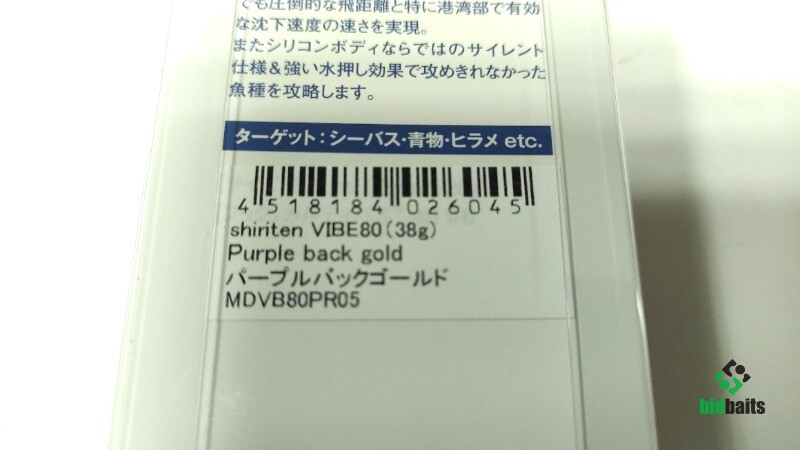 でも圧倒的な飛距離と特に港湾部で有効
な沈下速度の速さを実現。
またシリコンボディならではのサイレント
仕様＆強い水押し効果で攻めきれなかった
魚種を攻略します。
ターゲット：シーバス・青物・ヒラメ etc.
4 518184 026045
shiriten VIBE80(38g)
Purple back gold
パープルバックゴールド
MDVB80PR05
bidbaits